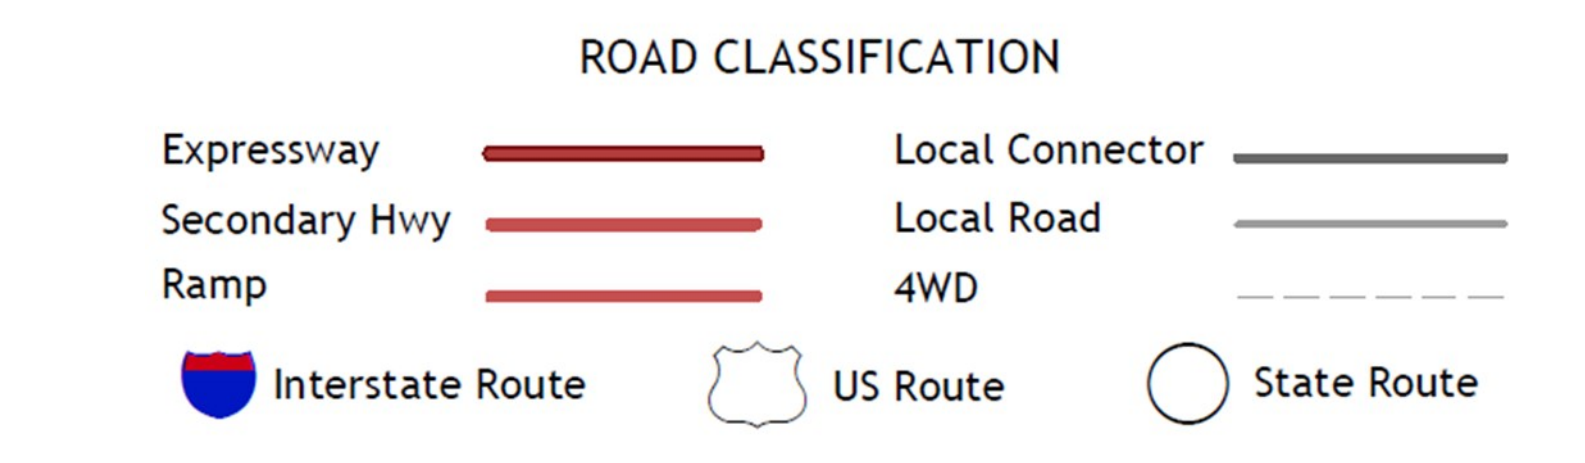 ROAD CLASSIFICATION
Expressway
Local Connector
Secondary Hwy
Local Road
Ramp
4WD
Interstate Route
US Route
State Route